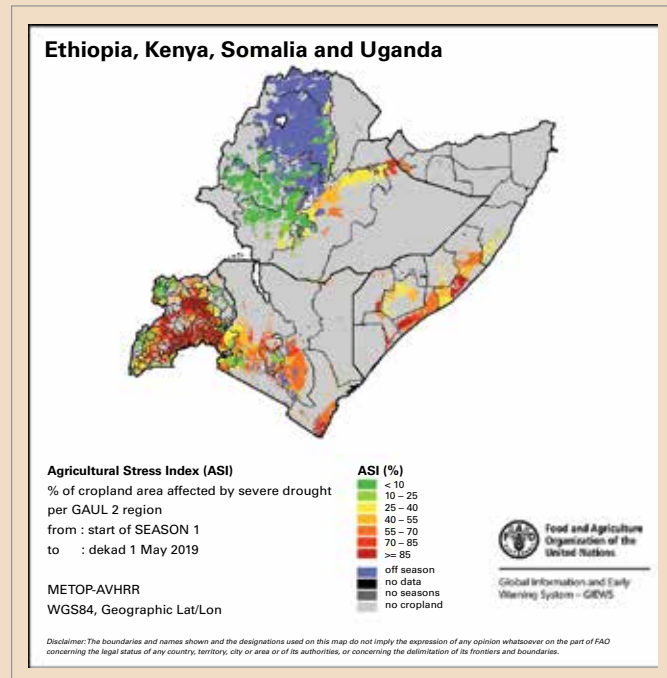 Ethiopia, Kenya, Somalia and Uganda
Agricultural Stress Index (ASI)
% of cropland area affected by severe drought
per GAUL 2 region
from : start of SEASON 1
to : dekad 1 May 2019
METOP-AVHRR
WGS84, Geographic Lat/Lon
ASI (%)
< 10
10 – 25
25 – 40
40 – 55
55 – 70
70 – 85
>= 85
off season
no data
no seasons
no cropland
Food and Agriculture
Organization of the
United Nations
Global Information and Early
Warning System – GIEWS
Disclaimer: The boundaries and names shown and the designations used on this map do not imply the expression of any opinion whatsoever on the part of FAO
concerning the legal status of any country, territory, city or area or of its authorities, or concerning the delimitation of its frontiers and boundaries.